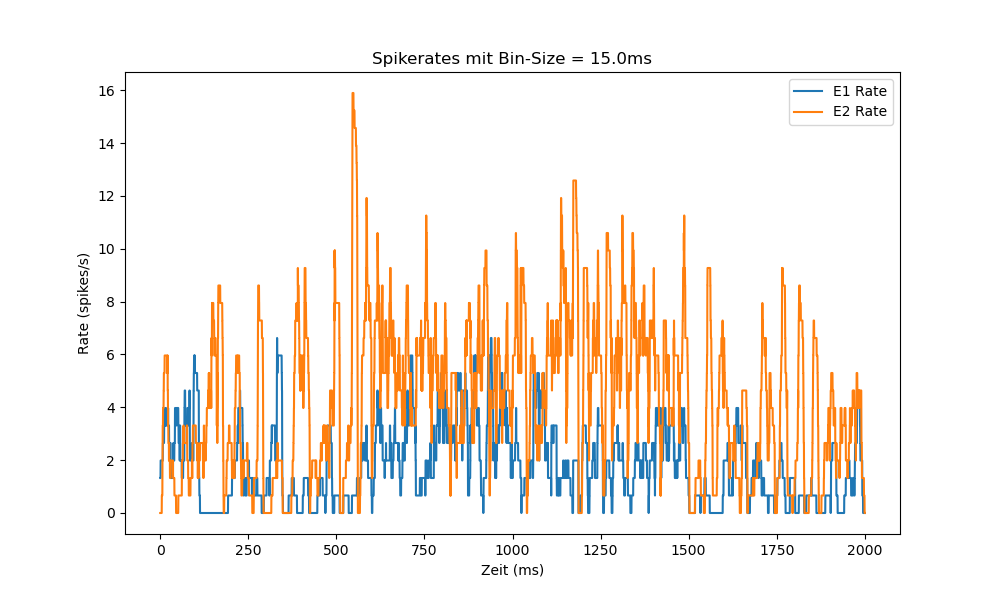 Spikerates mit Bin-Size = 15.0ms
E1 Rate
E2 Rate
Rate (spikes/s)
16
14
12
10
8
6
4
2
0
0 250 500 750 1000 1250 1500 1750 2000
Zeit (ms)